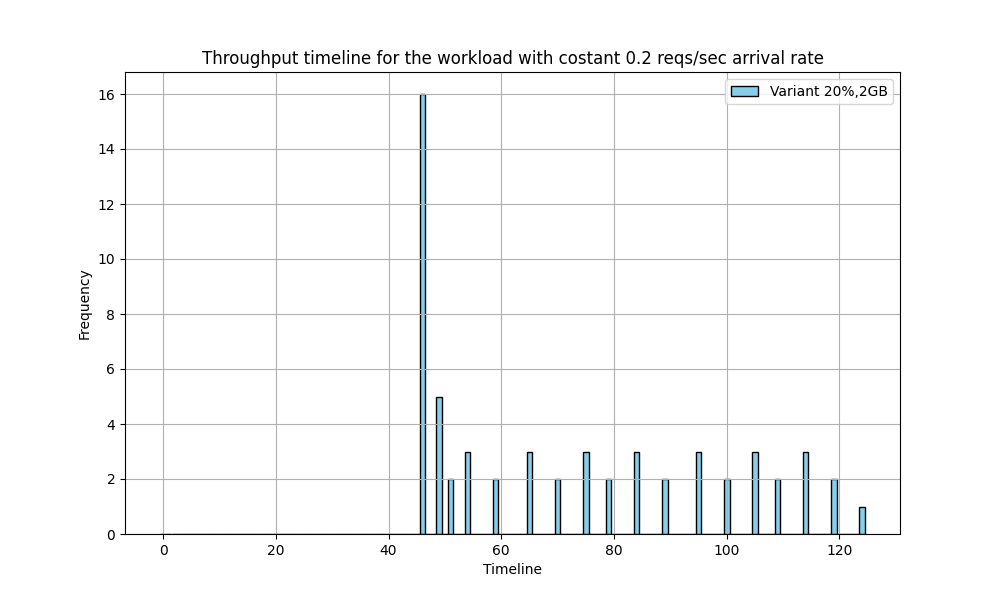 Throughput timeline for the workload with costant 0.2 reqs/sec arrival rate
Variant 20%,2GB
16
14
12
10
8
6
4
2
0
Frequency
0 20 40 60 80 100 120
Timeline